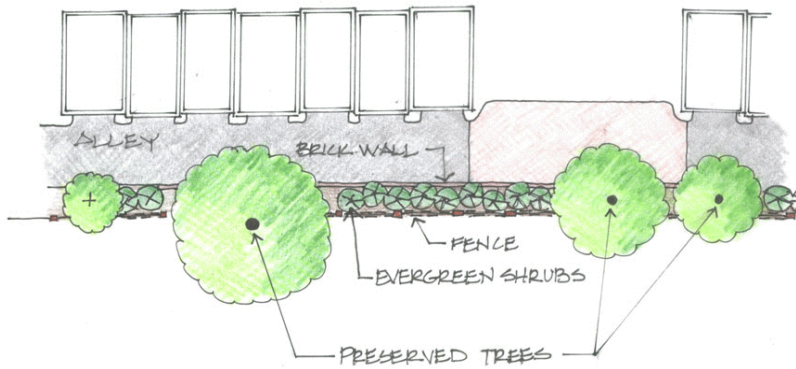 ALLEY
BRICK WALL
FENCE
EVERGREEN SHRUBS
PRESERVED TREES